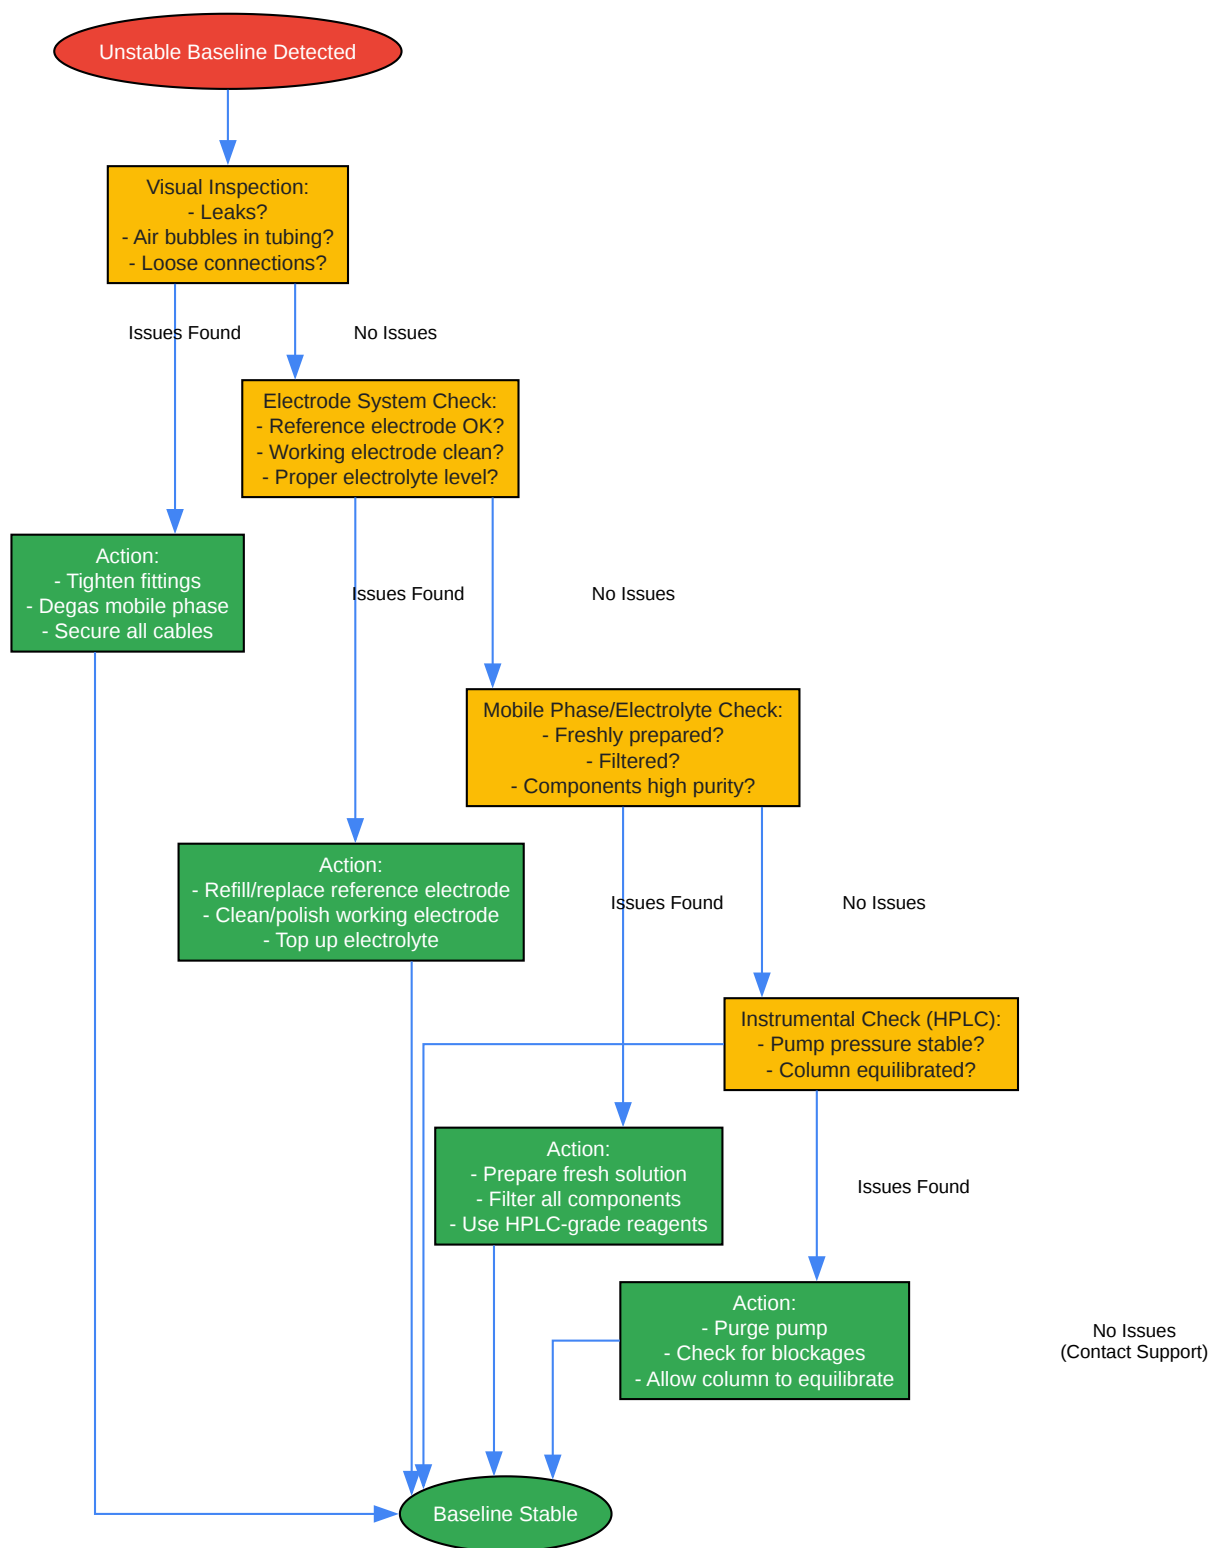 Unstable Baseline Detected
Visual Inspection:
- Leaks?
- Air bubbles in tubing?
- Loose connections?
Issues Found
No Issues
Electrode System Check:
- Reference electrode OK?
- Working electrode clean?
- Proper electrolyte level?
Action:
- Tighten fittings
- Degas mobile phase
- Secure all cables
Issues Found
No Issues
Mobile Phase/Electrolyte Check:
- Freshly prepared?
- Filtered?
- Components high purity?
Action:
- Refill/replace reference electrode
- Clean/polish working electrode
- Top up electrolyte
Issues Found
No Issues
Instrumental Check (HPLC):
- Pump pressure stable?
- Column equilibrated?
Action:
- Prepare fresh solution
- Filter all components
- Use HPLC-grade reagents
Issues Found
Action:
- Purge pump
- Check for blockages
- Allow column to equilibrate
No Issues
(Contact Support)
Baseline Stable